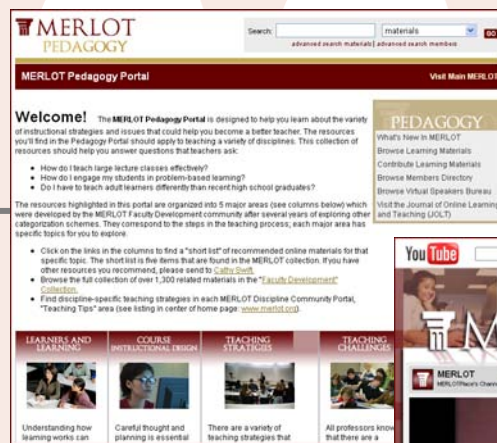 MERLOT
PEDAGOGY
Search:
materials
GO
advanced search materials | advanced search members
MERLOT Pedagogy Portal
Visit Main MERLOT
Welcome! The MERLOT Pedagogy Portal is designed to help you learn about the variety
of instructional strategies and issues that could help you become a better teacher. The resources
you'll find in the Pedagogy Portal should apply to teaching a variety of disciplines. This collection of
resources should help you answer questions that teachers ask:
How do I teach large lecture classes effectively?
How do I engage my students in problem-based learning?
Do I have to teach adult learners differently than recent high school graduates?
The resources highlighted in this portal are organized into 5 major areas (see columns below) which
were developed by the MERLOT Faculty Development community after several years of exploring other
categorization schemes. They correspond to the steps in the teaching process; each major area has
specific topics for you to explore.
Click on the links in the columns to find a "short list" of recommended online materials for that
specific topic. The short list is five items that are found in the MERLOT collection. If you have
other resources you recommend, please send to Cathy Swift.
Browse the full collection of over 1,300 related materials in the "Faculty Development"
Collection.
Find discipline-specific teaching strategies in each MERLOT Discipline Community Portal,
"Teaching Tips" area (see listing in center of home page: www.merlot.org).
PEDAGOGY
What's New In MERLOT
Browse Learning Materials
Contribute Learning Materials
Browse Members Directory
Browse Virtual Speakers Bureau
Visit the Journal of Online Learning
and Teaching (JOLT)
LEARNERS AND
LEARNING
COURSE
INSTRUCTIONAL DESIGN
TEACHING
STRATEGIES
TEACHING
CHALLENGES
Understanding how
learning works can
Careful thought and
planning is essential
There are a variety of
teaching strategies that
All professors know
that there are a
You Tube
M
MERLOT
MERLOTPlace's Channel